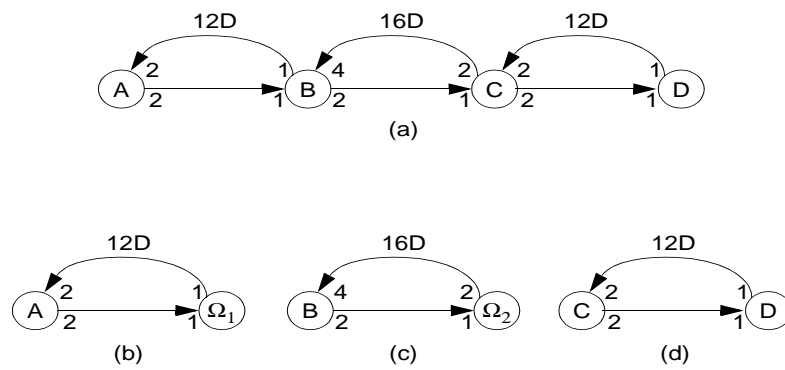 12D 16D 12D
2 1 4 2 2 1
A B C D
2 1 2 1 2 1
(a)
12D 16D 12D
2 1 4 2 2 1
A Ω1 B Ω2 C D
2 1 2 1 2 1
(b) (c) (d)